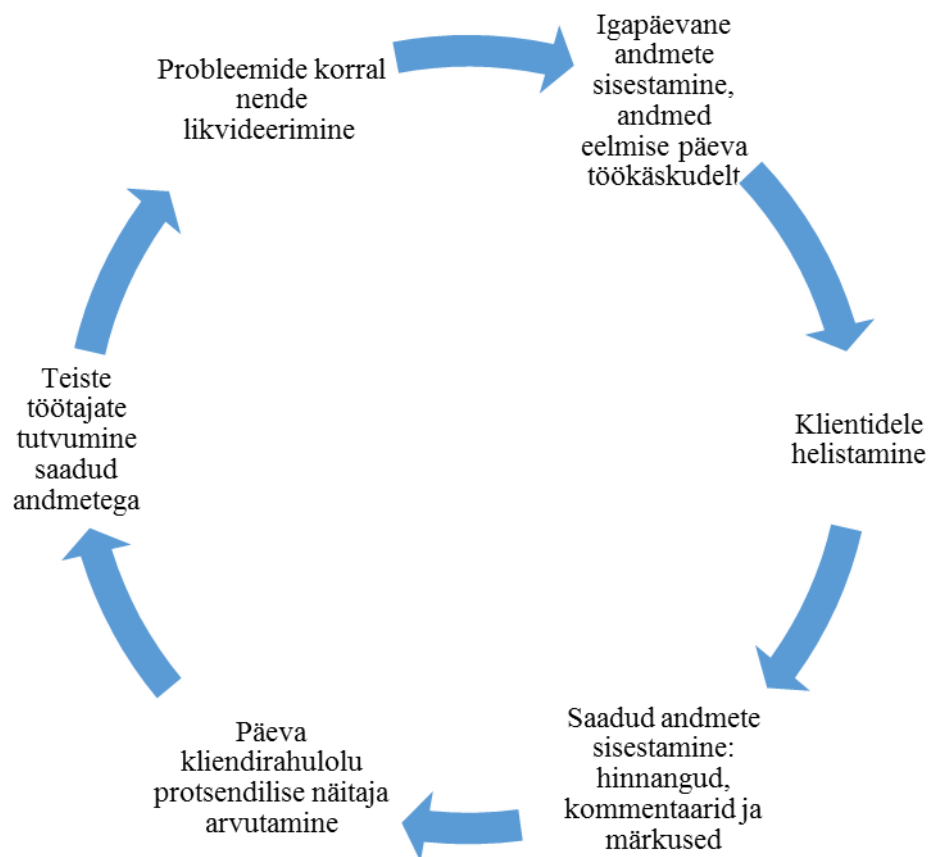 Igapäevane
andmete
sisestamine,
andmed
eelmise päeva
töökäskudelt
Klientidele
helistamine
Saadud andmete
sisestamine:
hinnangud,
kommentaarid ja
märkused
Päeva
kliendirahulolu
protsendilise näitaja
arvutamine
Teiste
töötajate
tutvumine
saadud
andmetega
Probleemide korral
nende
likvideerimine